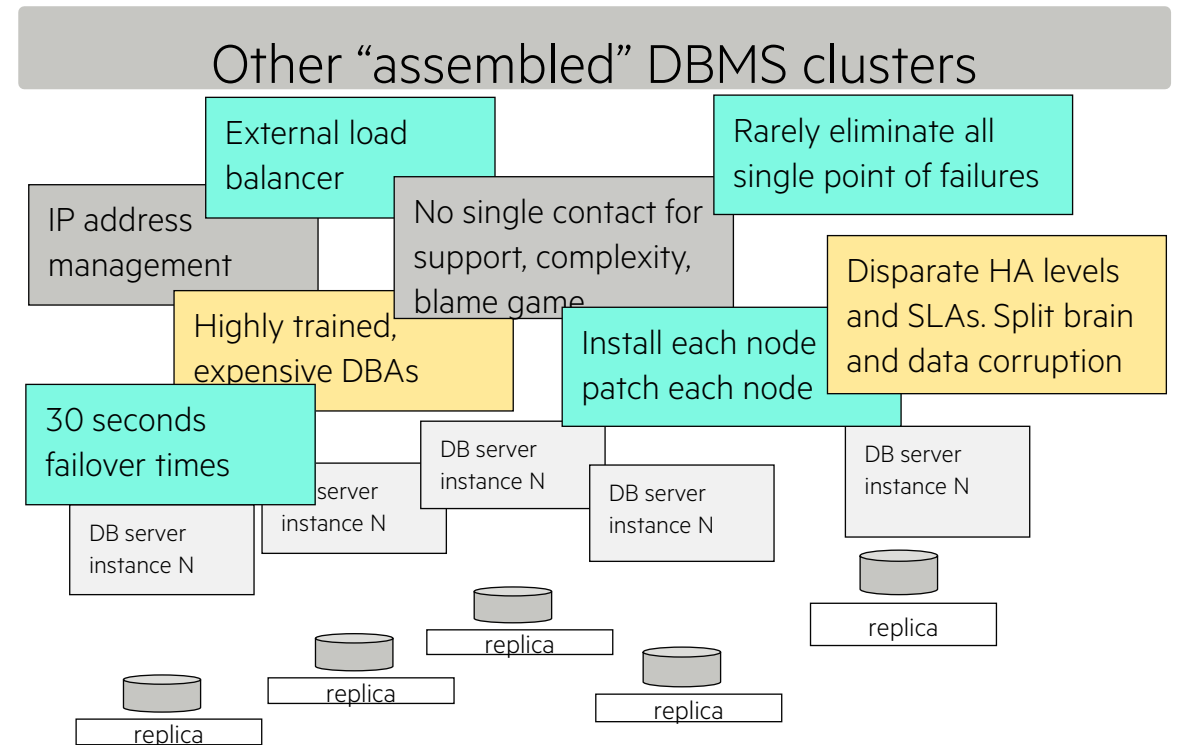 Other “assembled” DBMS clusters
External load
balancer
Rarely eliminate all
single point of failures
IP address
management
No single contact for
support, complexity,
blame game
Disparate HA levels
and SLAs. Split brain
and data corruption
Highly trained,
expensive DBAs
Install each node
patch each node
30 seconds
failover times
DB server
instance N
server
instance N
DB server
instance N
DB server
instance N
DB server
instance N
replica
replica
replica
replica
replica